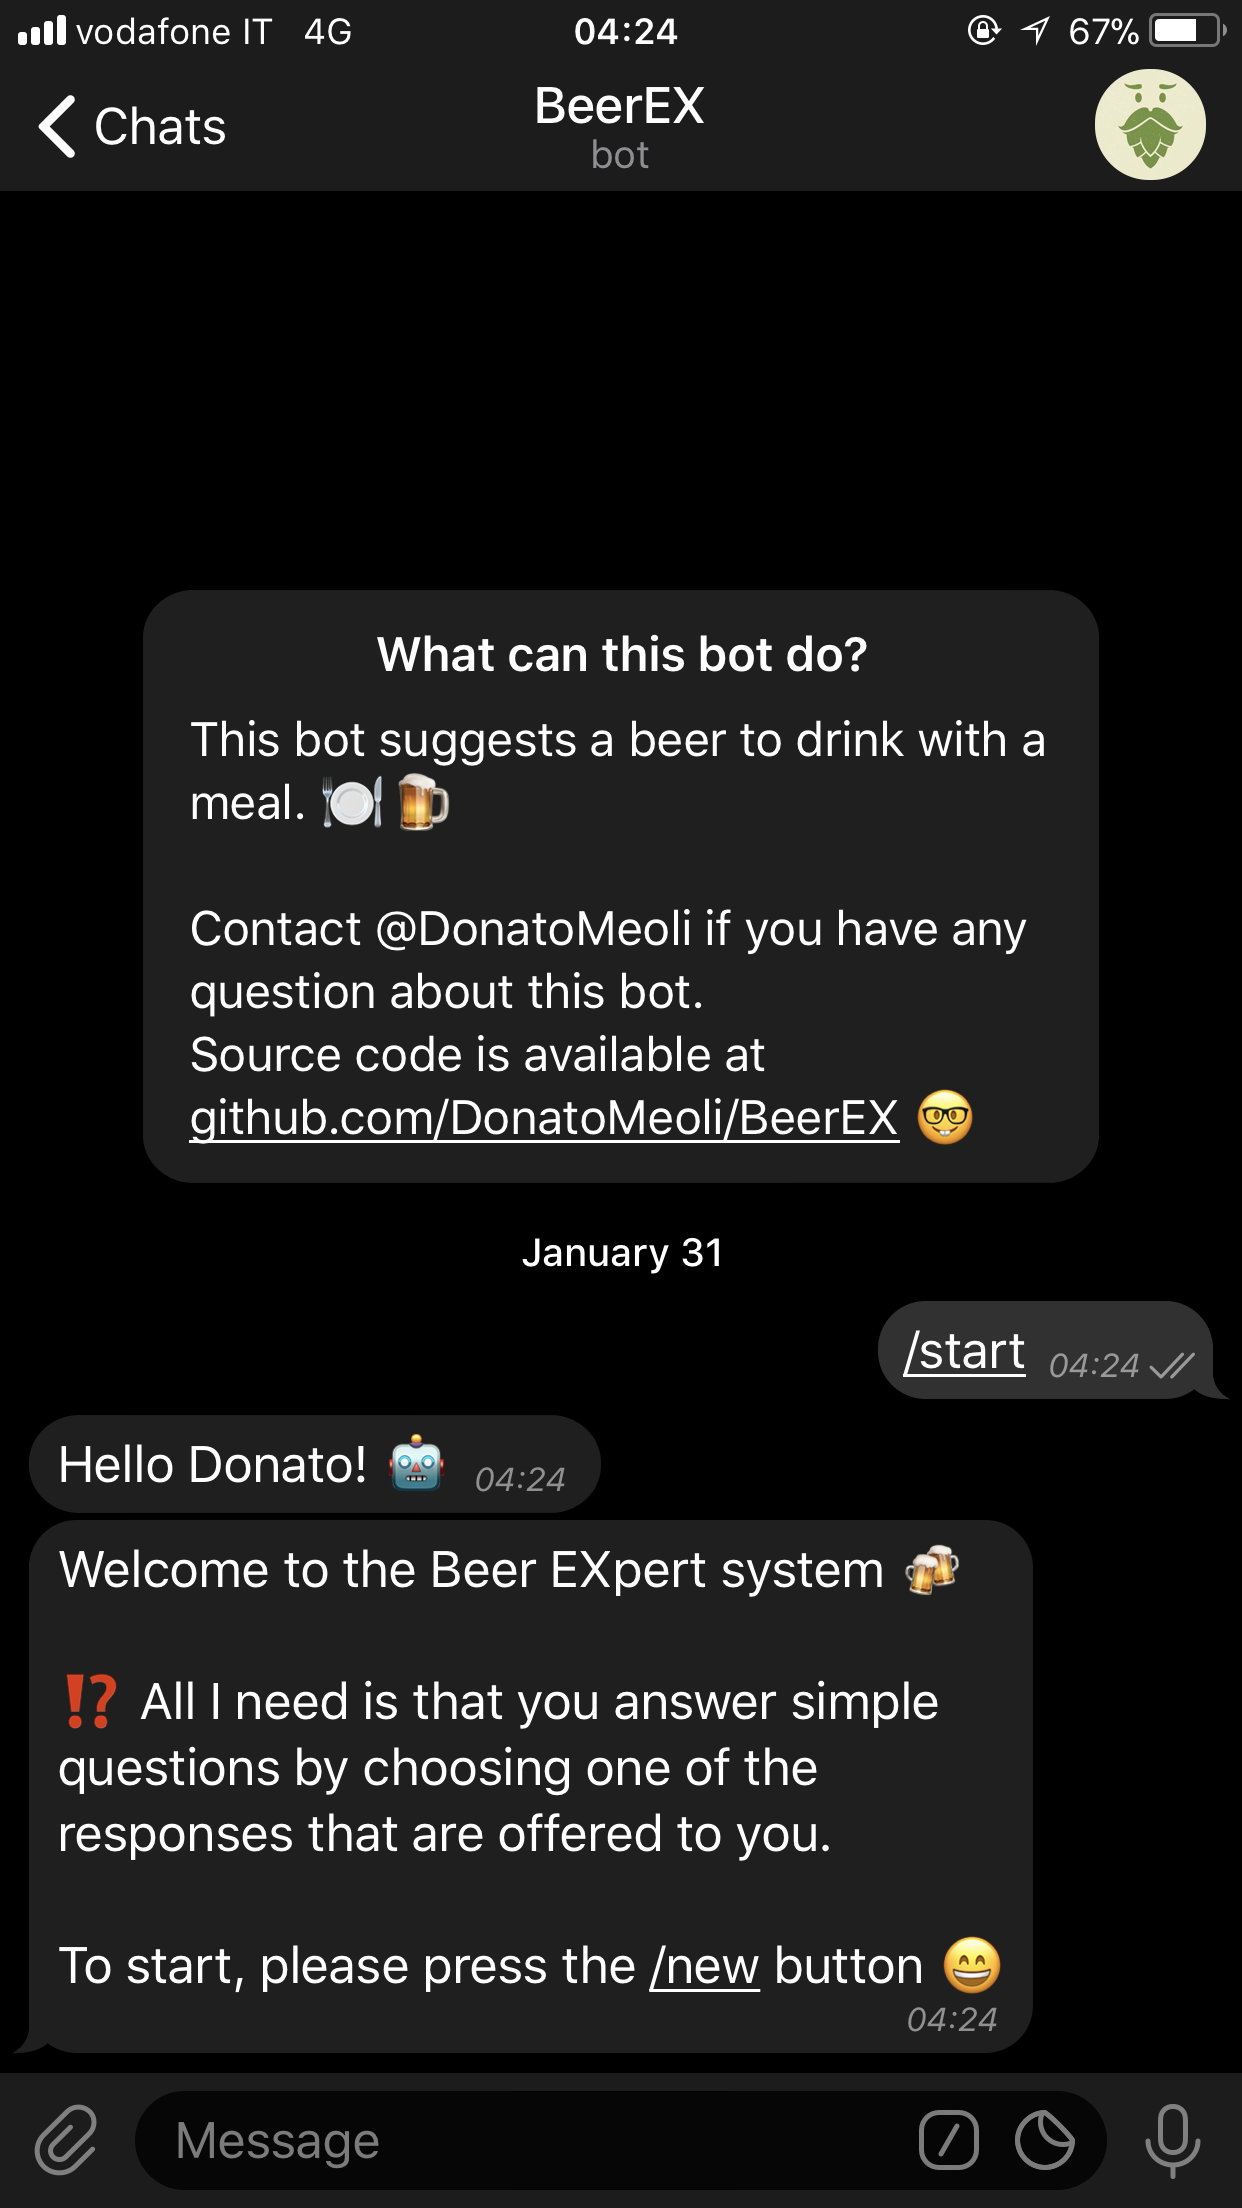 vodafone IT 4G 04:24 67%
Chats
BeerEX
bot
What can this bot do?
This bot suggests a beer to drink with a
meal. 🍽🍺
Contact @DonatoMeoli if you have any
question about this bot.
Source code is available at
github.com/DonatoMeoli/BeerEX 🤓
January 31
/start 04:24
Hello Donato! 🤖 04:24
Welcome to the Beer EXpert system 🍻
⁉️ All I need is that you answer simple
questions by choosing one of the
responses that are offered to you.
To start, please press the /new button 😄
04:24
Message